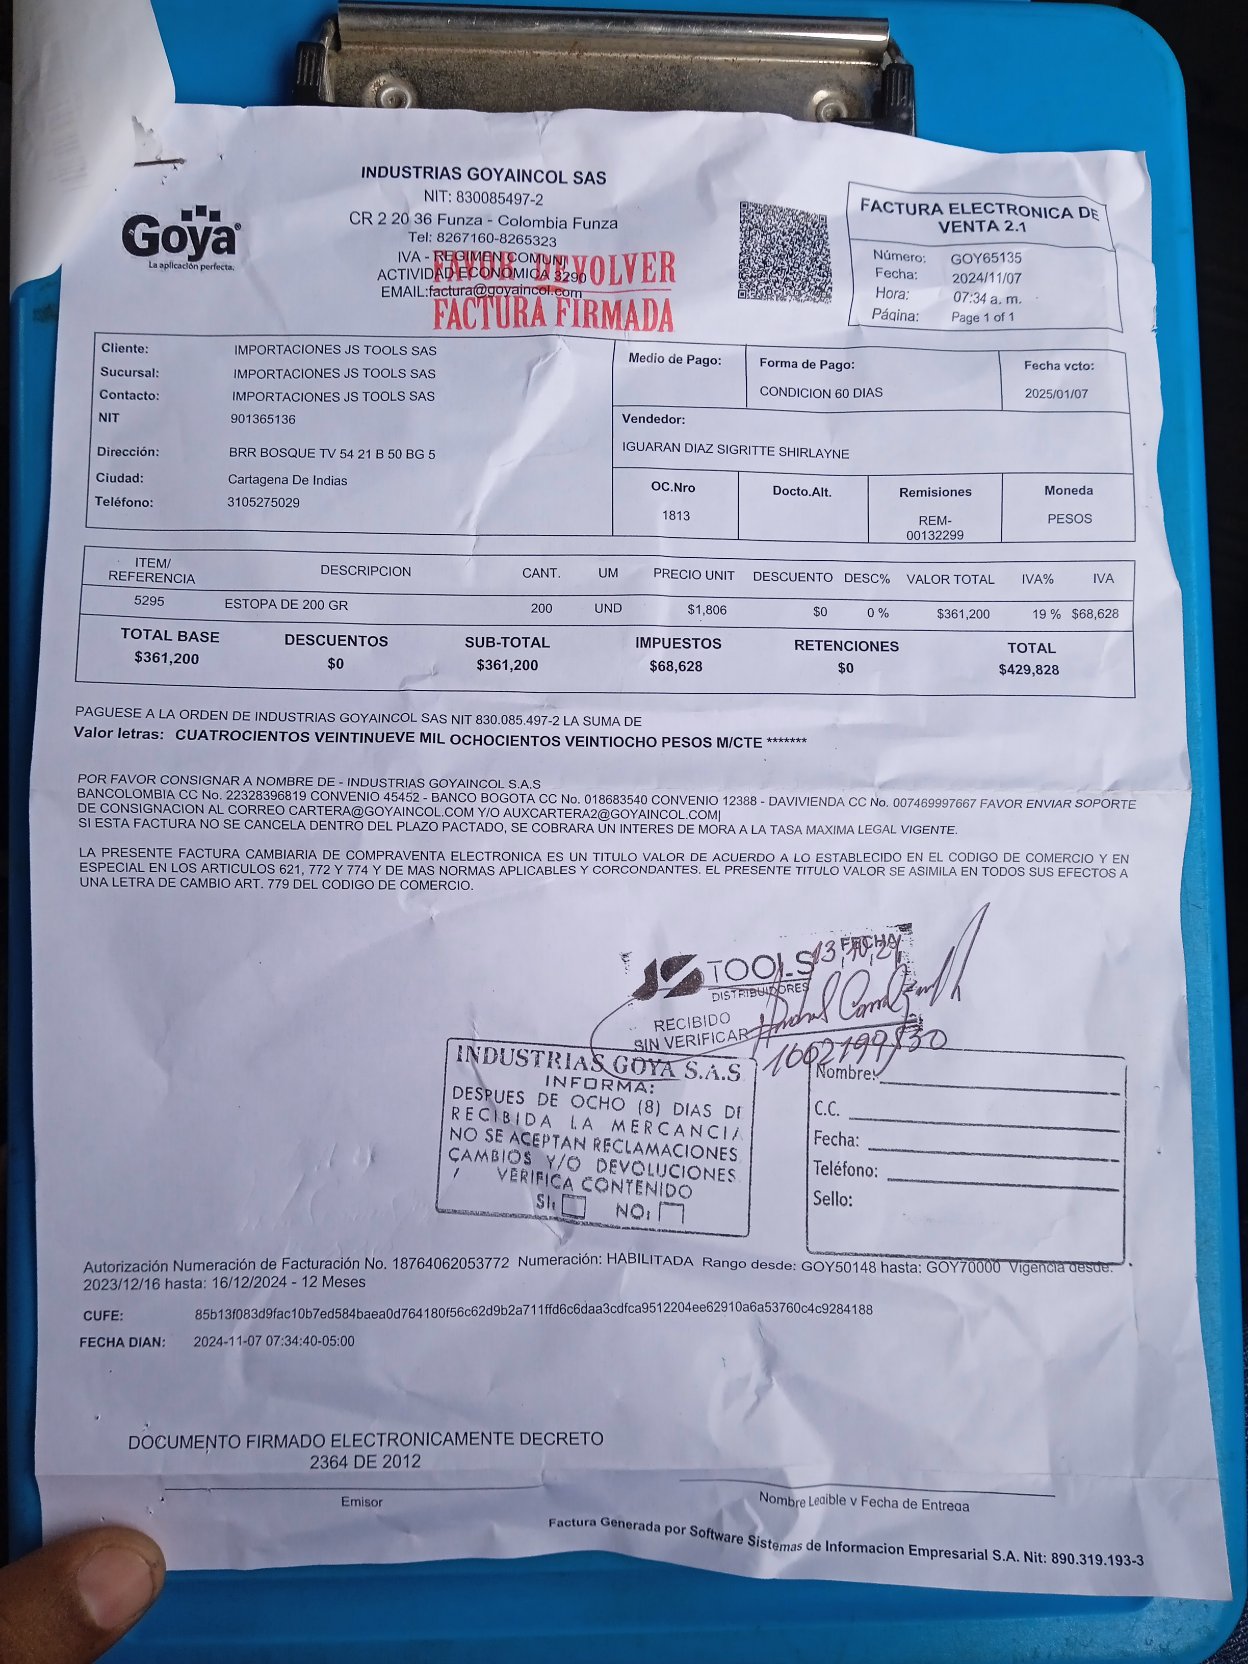 Goya®
La aplicación perfecta.
INDUSTRIAS GOYAINCOL SAS
NIT: 830085497-2
CR 2 20 36 Funza - Colombia Funza
Tel: 8267160-8265323
IVA - REGIMEN COMUN
ACTIVIDAD ECONOMICA 3290
EMAIL:factura@goyaincol.com
FAVOR DEVOLVER
FACTURA FIRMADA
FACTURA ELECTRONICA DE
VENTA 2.1
Número: GOY65135
Fecha: 2024/11/07
Hora: 07:34 a. m.
Página: Page 1 of 1
Cliente: IMPORTACIONES JS TOOLS SAS
Sucursal: IMPORTACIONES JS TOOLS SAS
Contacto: IMPORTACIONES JS TOOLS SAS
NIT 901365136
Dirección: BRR BOSQUE TV 54 21 B 50 BG 5
Ciudad: Cartagena De Indias
Teléfono: 3105275029
Medio de Pago: Forma de Pago: Fecha vcto:
CONDICION 60 DIAS 2025/01/07
Vendedor:
IGUARAN DIAZ SIGRITTE SHIRLAYNE
OC.Nro Docto.Alt. Remisiones Moneda
1813 REM- PESOS
00132299
ITEM/ REFERENCIA DESCRIPCION CANT. UM PRECIO UNIT DESCUENTO DESC% VALOR TOTAL IVA% IVA
5295 ESTOPA DE 200 GR 200 UND $1,806 $0 0 % $361,200 19 % $68,628
TOTAL BASE DESCUENTOS SUB-TOTAL IMPUESTOS RETENCIONES TOTAL
$361,200 $0 $361,200 $68,628 $0 $429,828
PAGUESE A LA ORDEN DE INDUSTRIAS GOYAINCOL SAS NIT 830.085.497-2 LA SUMA DE
Valor letras: CUATROCIENTOS VEINTINUEVE MIL OCHOCIENTOS VEINTIOCHO PESOS M/CTE *******
POR FAVOR CONSIGNAR A NOMBRE DE - INDUSTRIAS GOYAINCOL S.A.S
BANCOLOMBIA CC No. 22328396819 CONVENIO 45452 - BANCO BOGOTA CC No. 018683540 CONVENIO 12388 - DAVIVIENDA CC No. 007469997667 FAVOR ENVIAR SOPORTE
DE CONSIGNACION AL CORREO CARTERA@GOYAINCOL.COM Y/O AUXCARTERA2@GOYAINCOL.COM|
SI ESTA FACTURA NO SE CANCELA DENTRO DEL PLAZO PACTADO, SE COBRARA UN INTERES DE MORA A LA TASA MAXIMA LEGAL VIGENTE.
LA PRESENTE FACTURA CAMBIARIA DE COMPRAVENTA ELECTRONICA ES UN TITULO VALOR DE ACUERDO A LO ESTABLECIDO EN EL CODIGO DE COMERCIO Y EN
ESPECIAL EN LOS ARTICULOS 621, 772 Y 774 Y DE MAS NORMAS APLICABLES Y CORCONDANTES. EL PRESENTE TITULO VALOR SE ASIMILA EN TODOS SUS EFECTOS A
UNA LETRA DE CAMBIO ART. 779 DEL CODIGO DE COMERCIO.
JS TOOLS FECHA
DISTRIBUIDORES
RECIBIDO
SIN VERIFICAR
INDUSTRIAS GOYA S.A.S
INFORMA:
DESPUES DE OCHO (8) DIAS DE
RECIBIDA LA MERCANCIA
NO SE ACEPTAN RECLAMACIONES
CAMBIOS Y/O DEVOLUCIONES
VERIFICA CONTENIDO
SI: NO:
Nombre:
C.C.
Fecha:
Teléfono:
Sello:
Autorización Numeración de Facturación No. 18764062053772 Numeración: HABILITADA Rango desde: GOY50148 hasta: GOY70000 Vigencia desde:
2023/12/16 hasta: 16/12/2024 - 12 Meses
CUFE: 85b13f083d9fac10b7ed584baea0d764180f56c62d9b2a711ffd6c6daa3cdfca9512204ee62910a6a53760c4c9284188
FECHA DIAN: 2024-11-07 07:34:40-05:00
DOCUMENTO FIRMADO ELECTRONICAMENTE DECRETO
2364 DE 2012
Emisor
Nombre Legible y Fecha de Entrega
Factura Generada por Software Sistemas de Informacion Empresarial S.A. Nit: 890.319.193-3